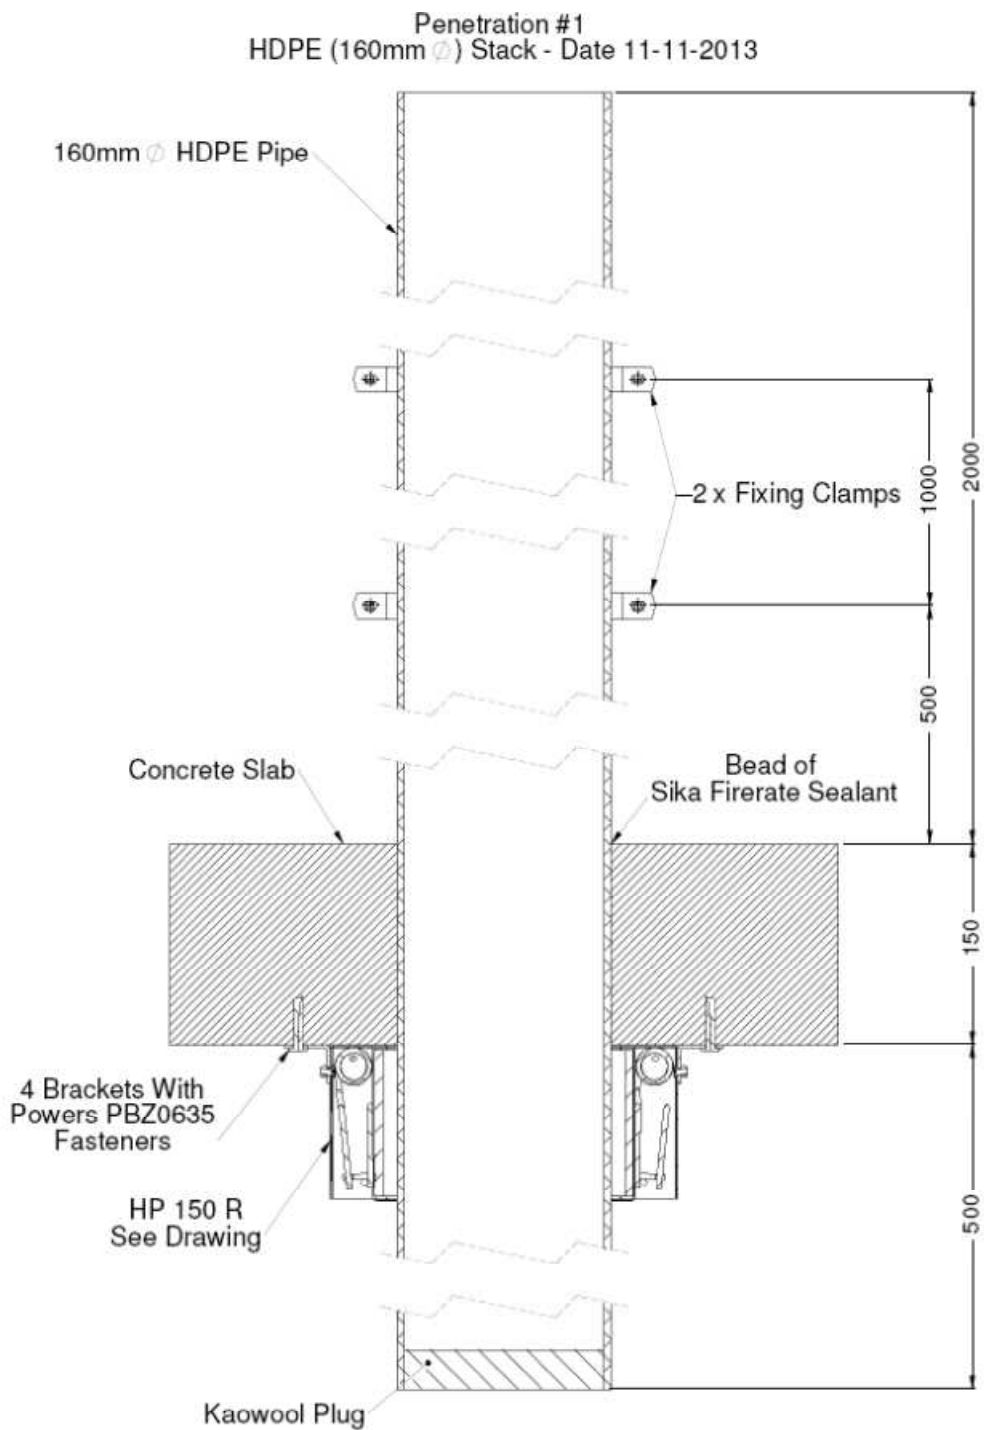 Penetration #1
HDPE (160mm ∅) Stack - Date 11-11-2013
160mm ∅ HDPE Pipe
2 x Fixing Clamps
1000
2000
500
Concrete Slab
Bead of
Sika Firerate Sealant
150
4 Brackets With
Powers PBZ0635
Fasteners
HP 150 R
See Drawing
500
Kaowool Plug